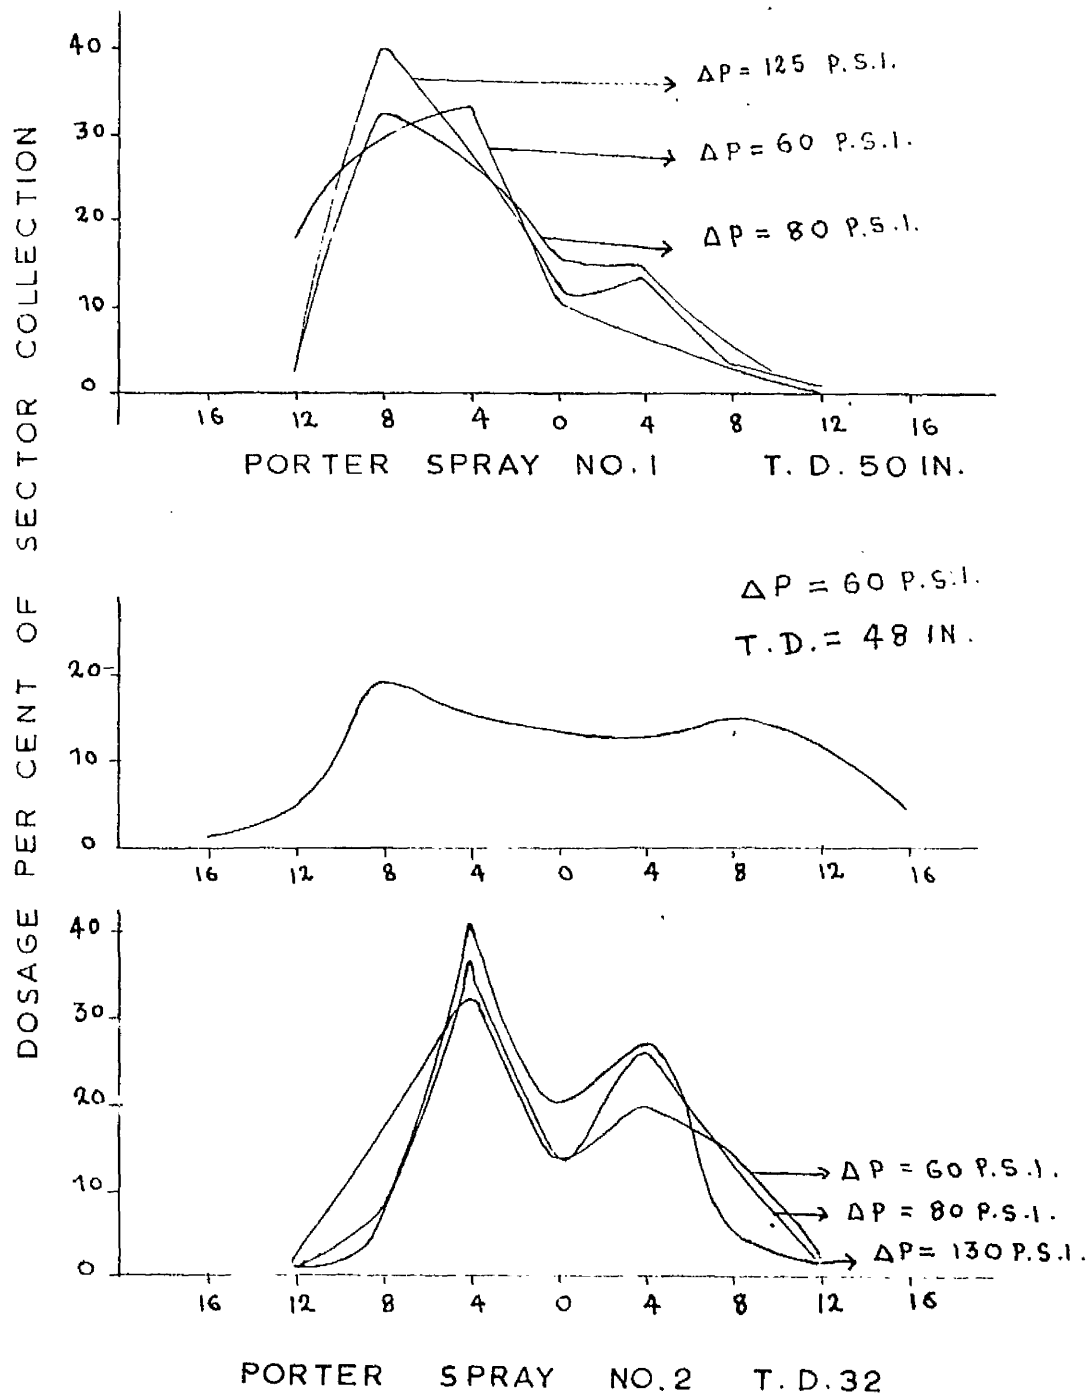 DOSAGE PER CENT OF SECTOR COLLECTION
40
30
20
10
0
ΔP = 125 P.S.I.
ΔP = 60 P.S.I.
ΔP = 80 P.S.I.
16 12 8 4 0 4 8 12 16
PORTER SPRAY NO.1 T.D.50 IN.
ΔP = 60 P.S.I.
T.D.= 48 IN.
20
10
0
16 12 8 4 0 4 8 12 16
40
30
20
10
0
ΔP = 60 P.S.I.
ΔP = 80 P.S.I.
ΔP= 130 P.S.I.
16 12 8 4 0 4 8 12 16
PORTER SPRAY NO.2 T.D.32